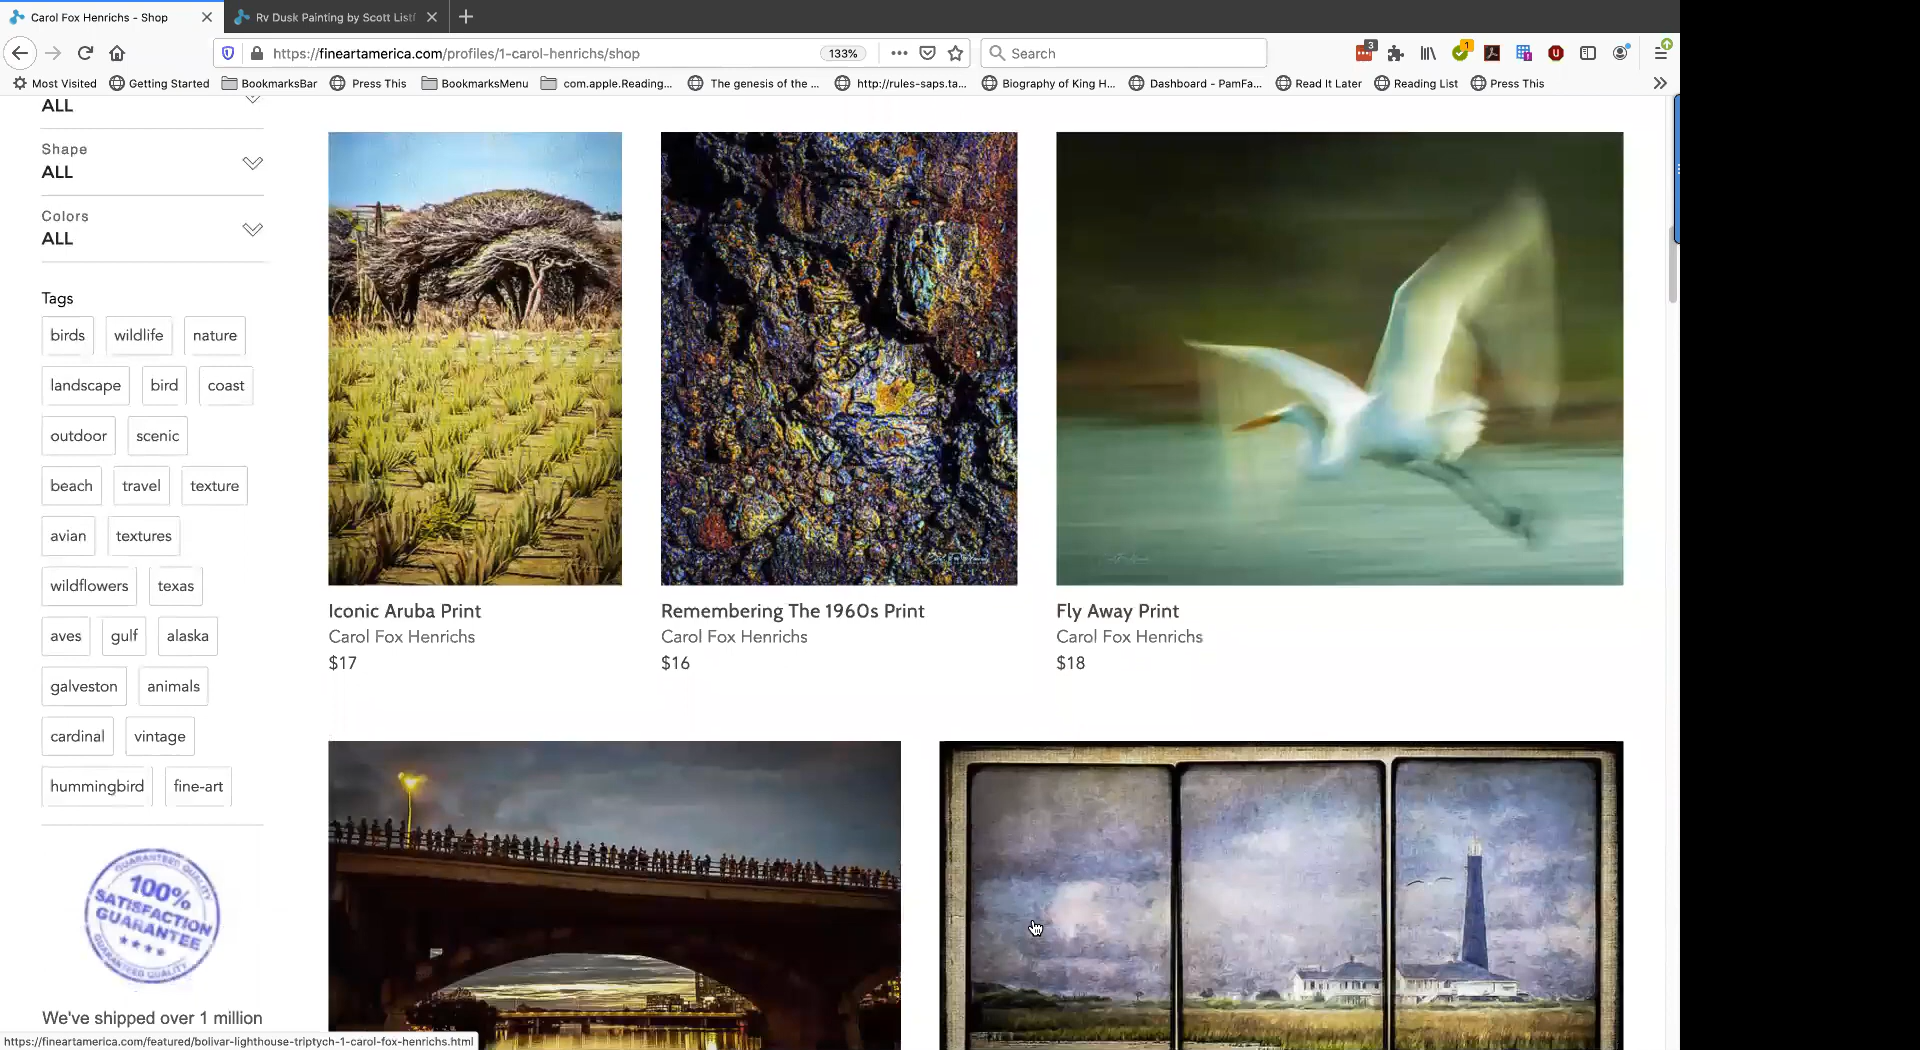 Carol Fox Henrichs - Shop
Rv Dusk Painting by Scott Listf
https://fineartamerica.com/profiles/1-carol-henrichs/shop
133%
Search
3
1
Most Visited
Getting Started
BookmarksBar
Press This
BookmarksMenu
com.apple.Reading...
The genesis of the ...
http://rules-saps.ta...
Biography of King H...
Dashboard - PamFa...
Read It Later
Reading List
Press This
ALL
Shape
ALL
Colors
ALL
Tags
birds wildlife nature
landscape bird coast
outdoor scenic
beach travel texture
avian textures
wildflowers texas
aves gulf alaska
galveston animals
cardinal vintage
hummingbird fine-art
GUARANTEED QUALITY
100%
SATISFACTION
GUARANTEE
GUARANTEED QUALITY
We've shipped over 1 million
Iconic Aruba Print
Carol Fox Henrichs
$17
Remembering The 1960s Print
Carol Fox Henrichs
$16
Fly Away Print
Carol Fox Henrichs
$18
https://fineartamerica.com/featured/bolivar-lighthouse-triptych-1-carol-fox-henrichs.html